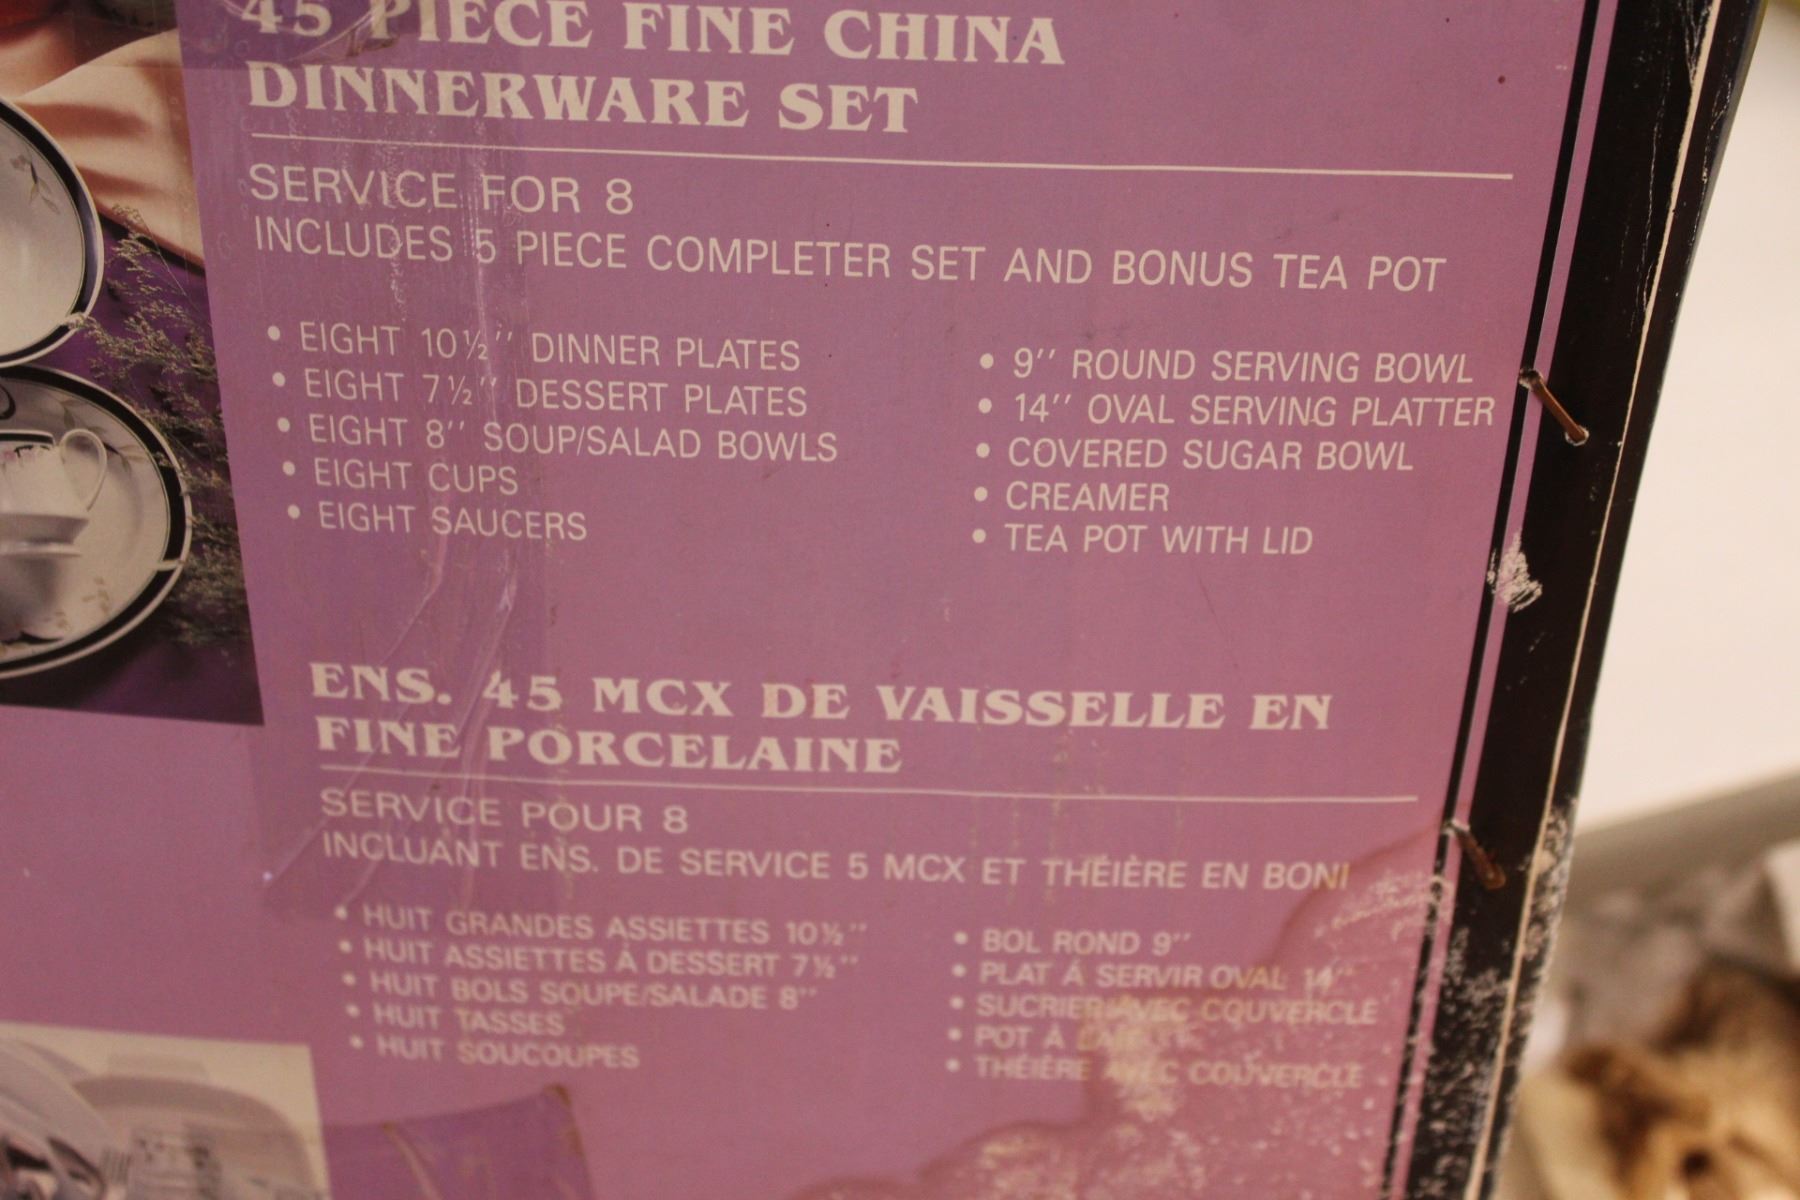 45 PIECE FINE CHINA
DINNERWARE SET
SERVICE FOR 8
INCLUDES 5 PIECE COMPLETER SET AND BONUS TEA POT
• EIGHT 10½'' DINNER PLATES
• EIGHT 7½'' DESSERT PLATES
• EIGHT 8'' SOUP/SALAD BOWLS
• EIGHT CUPS
• EIGHT SAUCERS
• 9'' ROUND SERVING BOWL
• 14'' OVAL SERVING PLATTER
• COVERED SUGAR BOWL
• CREAMER
• TEA POT WITH LID
ENS. 45 MCX DE VAISSELLE EN
FINE PORCELAINE
SERVICE POUR 8
INCLUANT ENS. DE SERVICE 5 MCX ET THÉIÈRE EN BONI
• HUIT GRANDES ASSIETTES 10½''
• HUIT ASSIETTES À DESSERT 7½''
• HUIT BOLS SOUPE/SALADE 8''
• HUIT TASSES
• HUIT SOUCOUPES
• BOL ROND 9''
• PLAT À SERVIR OVAL 14''
• SUCRIER AVEC COUVERCLE
• POT À LAIT
• THÉIÈRE AVEC COUVERCLE